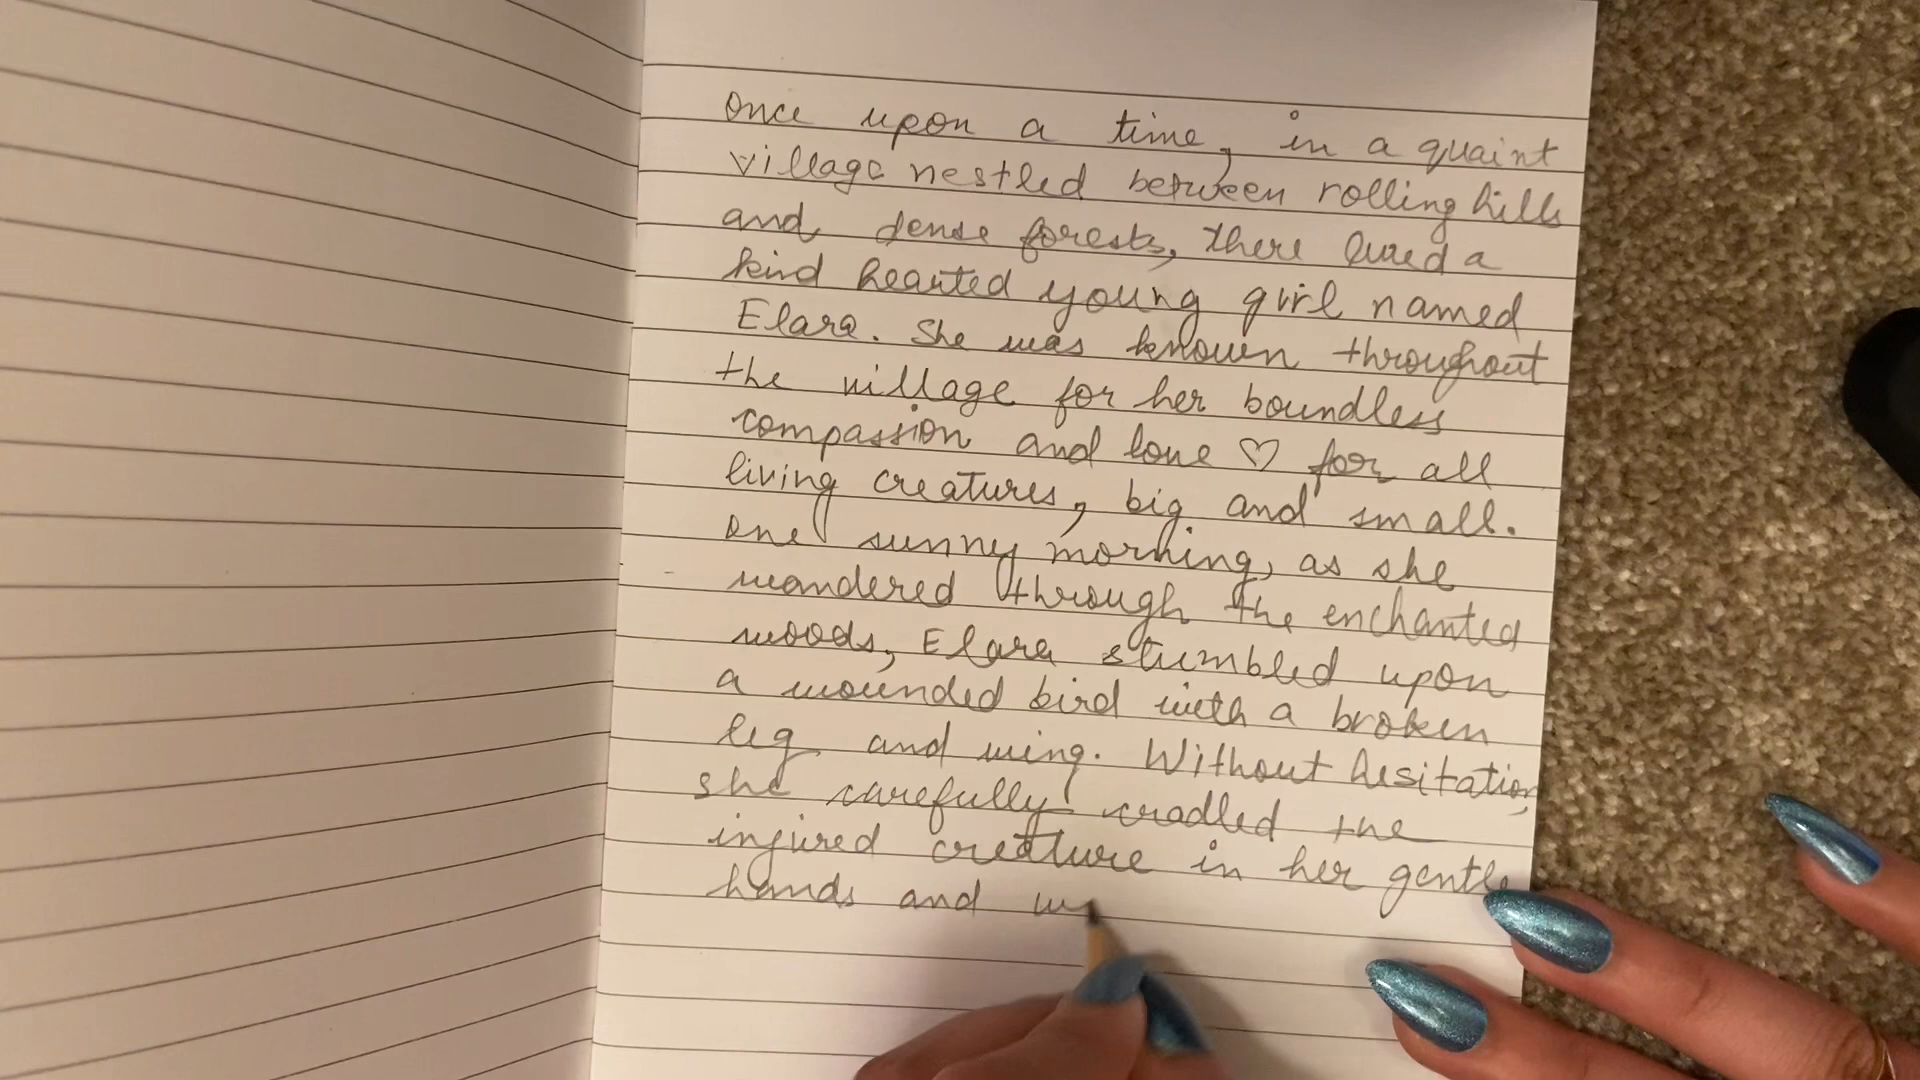 once upon a time, in a quaint
village nestled between rolling hills
and dense forests, there lived a
kind hearted young girl named
Elara. She was known throughout
the village for her boundless
compassion and love ♡ for all
living creatures, big and small.
one sunny morning, as she
wandered through the enchanted
woods, Elara stumbled upon
a wounded bird with a broken
leg and wing. Without hesitation,
she carefully cradled the
injured creature in her gentle
hands and